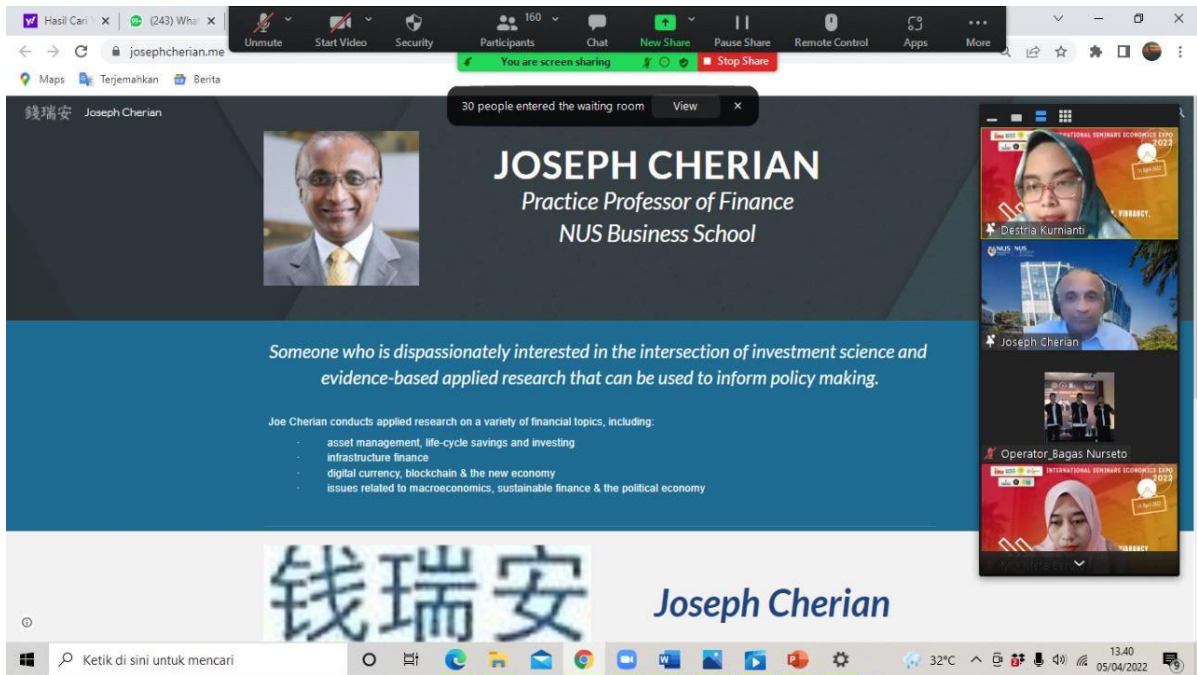 Hasil Cari
(243) Wha
josephcherian.me
Maps
Terjemahkan
Berita
Unmute
Start Video
Security
160
Participants
Chat
New Share
Pause Share
Remote Control
Apps
More
You are screen sharing
Stop Share
30 people entered the waiting room View
錢瑞安 Joseph Cherian
JOSEPH CHERIAN
Practice Professor of Finance
NUS Business School
Someone who is dispassionately interested in the intersection of investment science and
evidence-based applied research that can be used to inform policy making.
Joe Cherian conducts applied research on a variety of financial topics, including:
· asset management, life-cycle savings and investing
· infrastructure finance
· digital currency, blockchain & the new economy
· issues related to macroeconomics, sustainable finance & the political economy
钱瑞安
Joseph Cherian
INTERNATIONAL SEMINARS ECONOMICS EXPO
2022
VIBRANCY.
Destria Kurnianti
NUS NUS
Joseph Cherian
Operator_Bagas Nurseto
INTERNATIONAL SEMINARS ECONOMICS EXPO
2022
Ketik di sini untuk mencari
32°C
13.40
05/04/2022
9